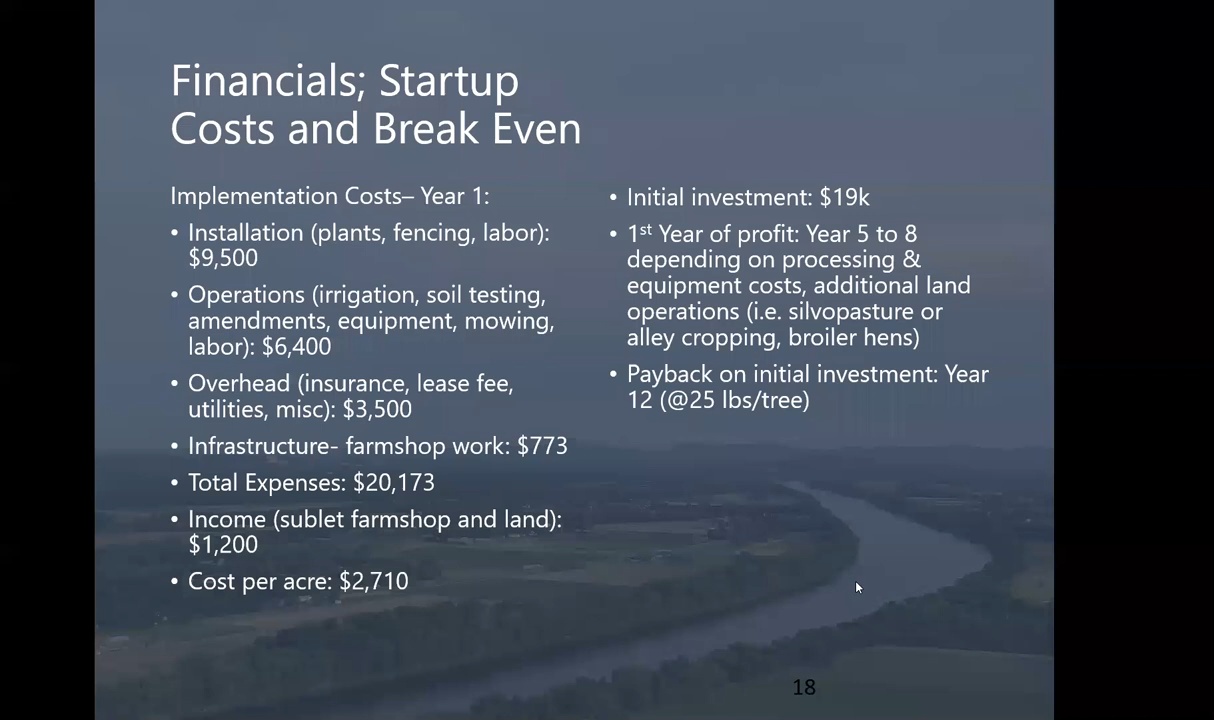 Financials; Startup
Costs and Break Even
Implementation Costs– Year 1:
• Installation (plants, fencing, labor):
$9,500
• Operations (irrigation, soil testing,
amendments, equipment, mowing,
labor): $6,400
• Overhead (insurance, lease fee,
utilities, misc): $3,500
• Infrastructure- farmshop work: $773
• Total Expenses: $20,173
• Income (sublet farmshop and land):
$1,200
• Cost per acre: $2,710
• Initial investment: $19k
• 1st Year of profit: Year 5 to 8
depending on processing &
equipment costs, additional land
operations (i.e. silvopasture or
alley cropping, broiler hens)
• Payback on initial investment: Year
12 (@25 lbs/tree)
18